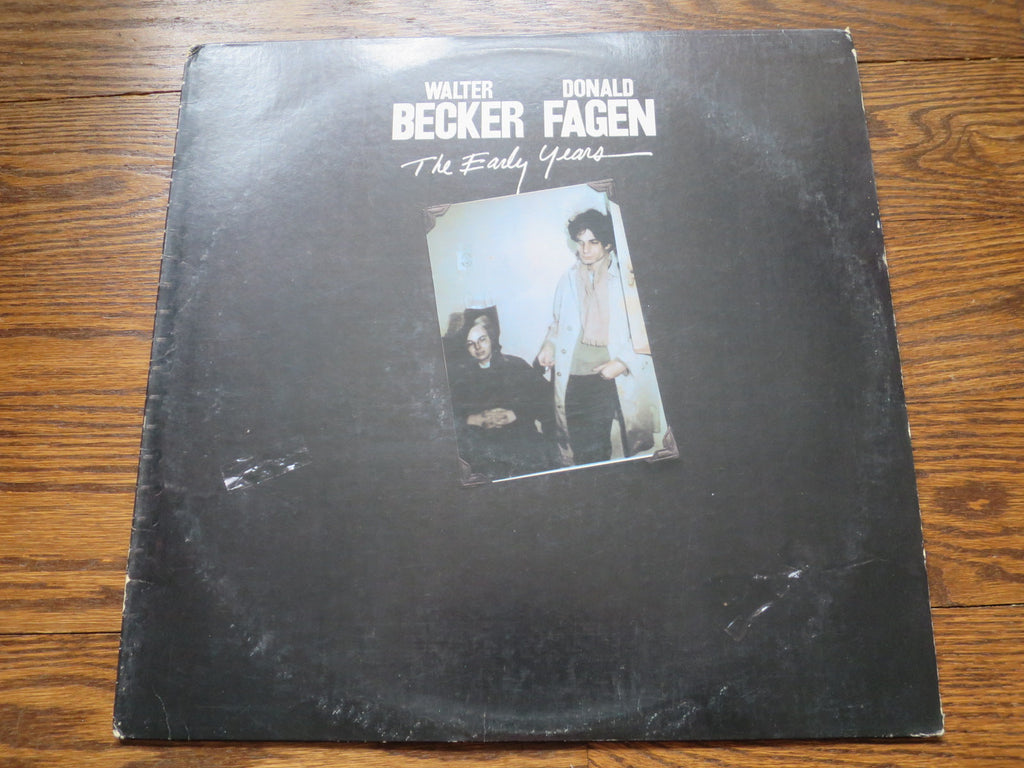 WALTER DONALD
BECKER FAGEN
The Early Years